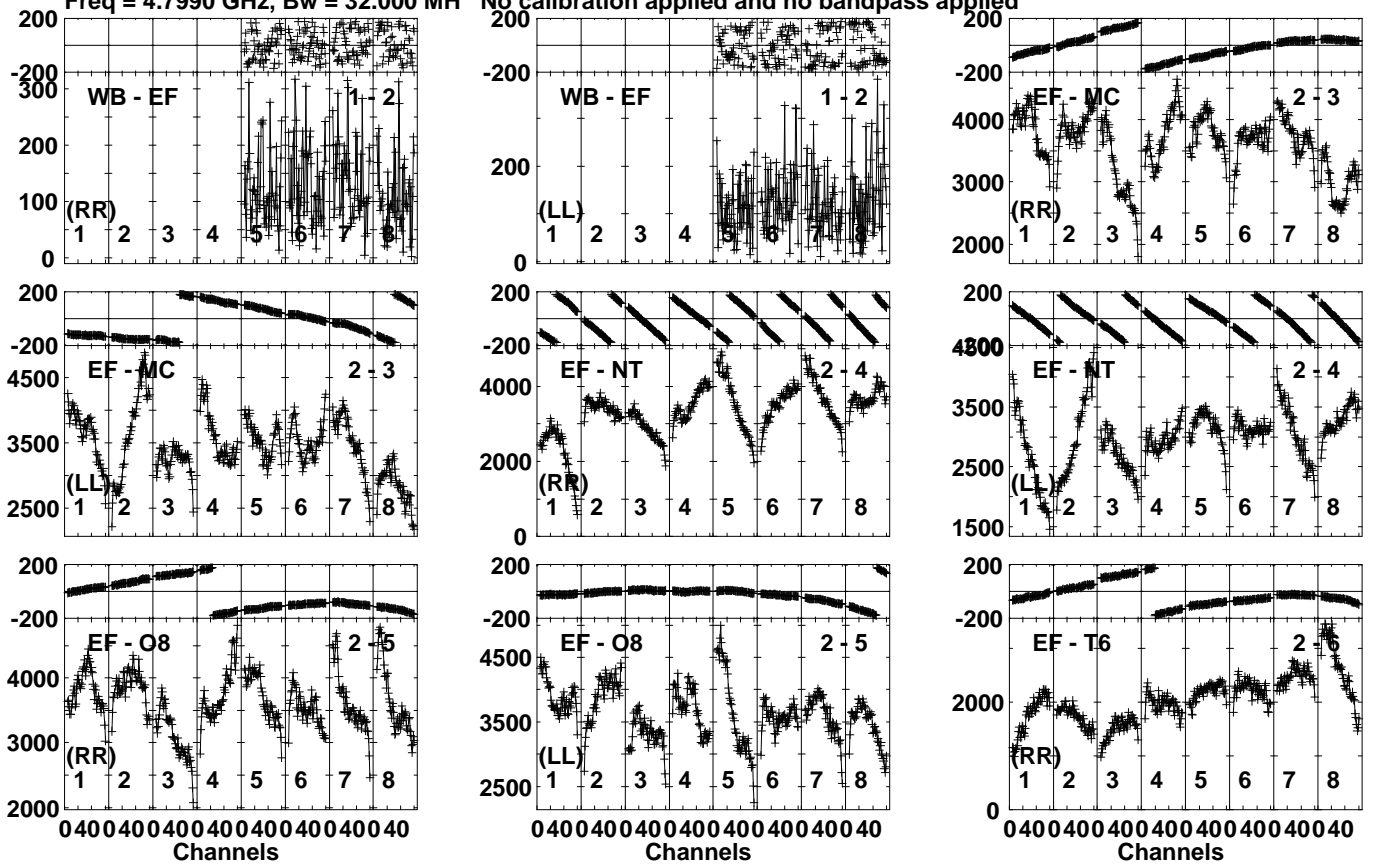 Freq = 4.7990 GHz, Bw = 32.000 MH No calibration applied and no bandpass applied
200
-200
300
200
100
0
WB - EF 1 - 2
(RR)
1 2 3 4 5 6 7 8
200
-200
200
0
WB - EF 1 - 2
(LL)
1 2 3 4 5 6 7 8
200
-200
4000
3000
2000
EF - MC 2 - 3
(RR)
1 2 3 4 5 6 7 8
200
-200
4500
3500
2500
EF - MC 2 - 3
(LL)
1 2 3 4 5 6 7 8
200
-200
4000
2000
0
EF - NT 2 - 4
(RR)
1 2 3 4 5 6 7 8
200
-200
4500
3500
2500
1500
EF - NT 2 - 4
(LL)
1 2 3 4 5 6 7 8
200
-200
4000
3000
2000
EF - O8 2 - 5
(RR)
1 2 3 4 5 6 7 8
0 40 0 40 0 40 0 40 0 40 0 40 0 40 0 40
Channels
200
-200
4500
3500
2500
EF - O8 2 - 5
(LL)
1 2 3 4 5 6 7 8
0 40 0 40 0 40 0 40 0 40 0 40 0 40 0 40
Channels
200
-200
2000
0
EF - T6 2 - 6
(RR)
1 2 3 4 5 6 7 8
0 40 0 40 0 40 0 40 0 40 0 40 0 40 0 40
Channels